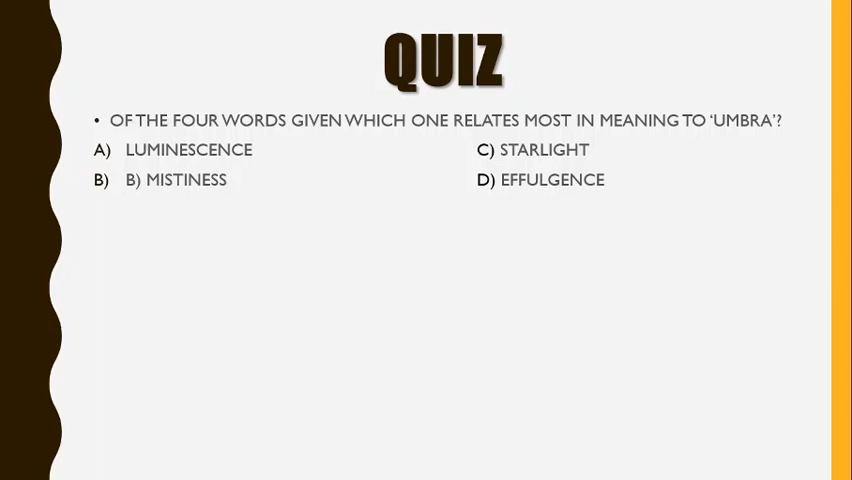 QUIZ
• OF THE FOUR WORDS GIVEN WHICH ONE RELATES MOST IN MEANING TO ‘UMBRA’?
A) LUMINESCENCE C) STARLIGHT
B) B) MISTINESS D) EFFULGENCE